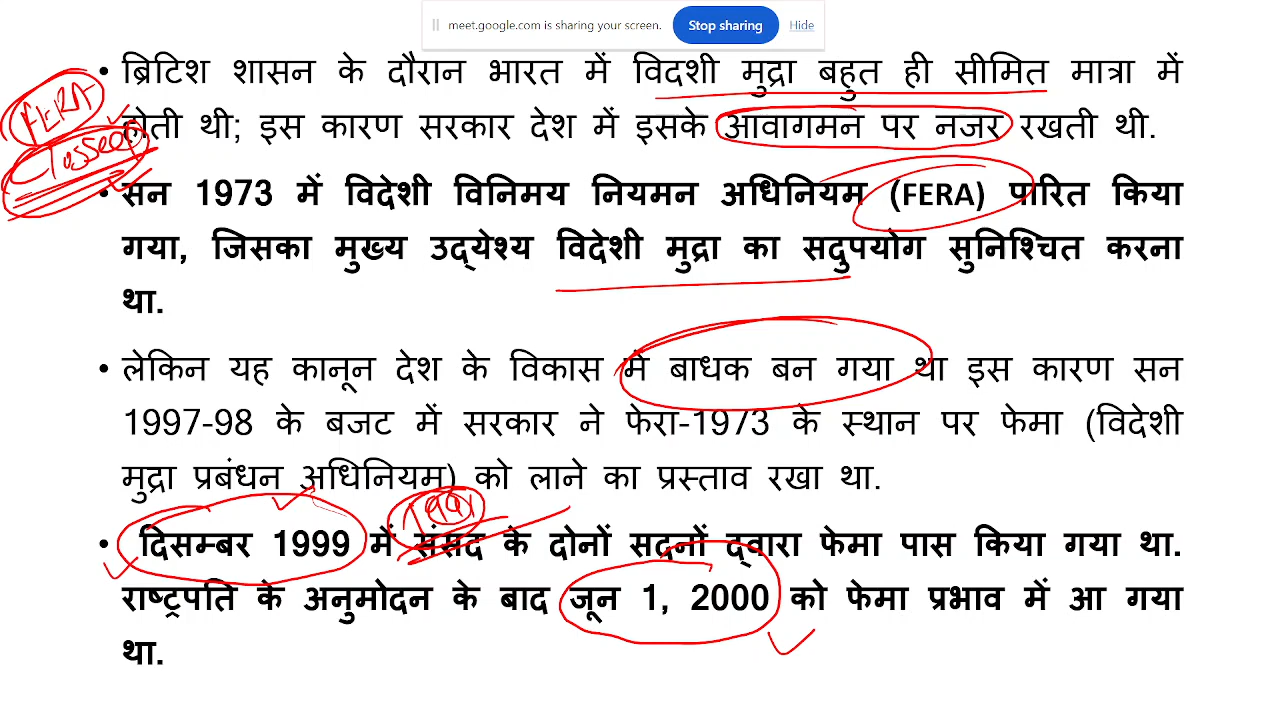 meet.google.com is sharing your screen. Stop sharing Hide
• ब्रिटिश शासन के दौरान भारत में विदशी मुद्रा बहुत ही सीमित मात्रा में
होती थी; इस कारण सरकार देश में इसके आवागमन पर नजर रखती थी.
FERA
• सन 1973 में विदेशी विनिमय नियमन अधिनियम (FERA) पारित किया
गया, जिसका मुख्य उद्येश्य विदेशी मुद्रा का सदुपयोग सुनिश्चित करना
था.
• लेकिन यह कानून देश के विकास में बाधक बन गया था इस कारण सन
1997-98 के बजट में सरकार ने फेरा-1973 के स्थान पर फेमा (विदेशी
मुद्रा प्रबंधन अधिनियम) को लाने का प्रस्ताव रखा था.
• दिसम्बर 1999 में संसद के दोनों सदनों द्वारा फेमा पास किया गया था.
राष्ट्रपति के अनुमोदन के बाद जून 1, 2000 को फेमा प्रभाव में आ गया
था.